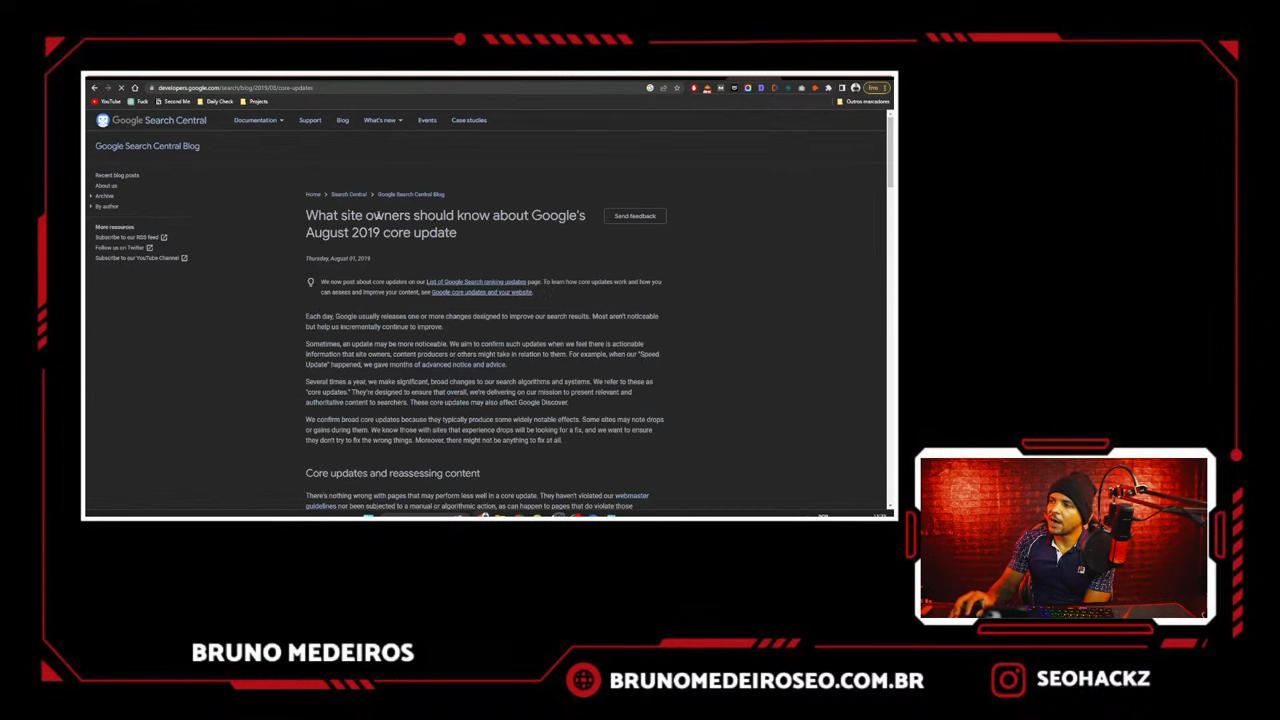 developers.google.com/search/blog/2019/08/core-updates
YouTube
Fuck
Second Me
Daily Check
Projects
Outros marcadores
Google Search Central
Documentation
Support
Blog
What's new
Events
Case studies
Google Search Central Blog
Recent blog posts
About us
Archive
By author
More resources
Subscribe to our RSS feed
Follow us on Twitter
Subscribe to our YouTube Channel
Home > Search Central > Google Search Central Blog
What site owners should know about Google's
August 2019 core update
Send feedback
Thursday, August 01, 2019
We now post about core updates on our List of Google Search ranking updates page. To learn how core updates work and how you
can assess and improve your content, see Google core updates and your website.
Each day, Google usually releases one or more changes designed to improve our search results. Most aren't noticeable
but help us incrementally continue to improve.
Sometimes, an update may be more noticeable. We aim to confirm such updates when we feel there is actionable
information that site owners, content producers or others might take in relation to them. For example, when our "Speed
Update" happened, we gave months of advanced notice and advice.
Several times a year, we make significant, broad changes to our search algorithms and systems. We refer to these as
"core updates." They're designed to ensure that overall, we're delivering on our mission to present relevant and
authoritative content to searchers. These core updates may also affect Google Discover.
We confirm broad core updates because they typically produce some widely notable effects. Some sites may note drops
or gains during them. We know those with sites that experience drops will be looking for a fix, and we want to ensure
they don't try to fix the wrong things. Moreover, there might not be anything to fix at all.
Core updates and reassessing content
There's nothing wrong with pages that may perform less well in a core update. They haven't violated our webmaster
guidelines nor been subjected to a manual or algorithmic action, as can happen to pages that do violate those
BRUNO MEDEIROS
BRUNOMEDEIROSEO.COM.BR
SEOHACKZ